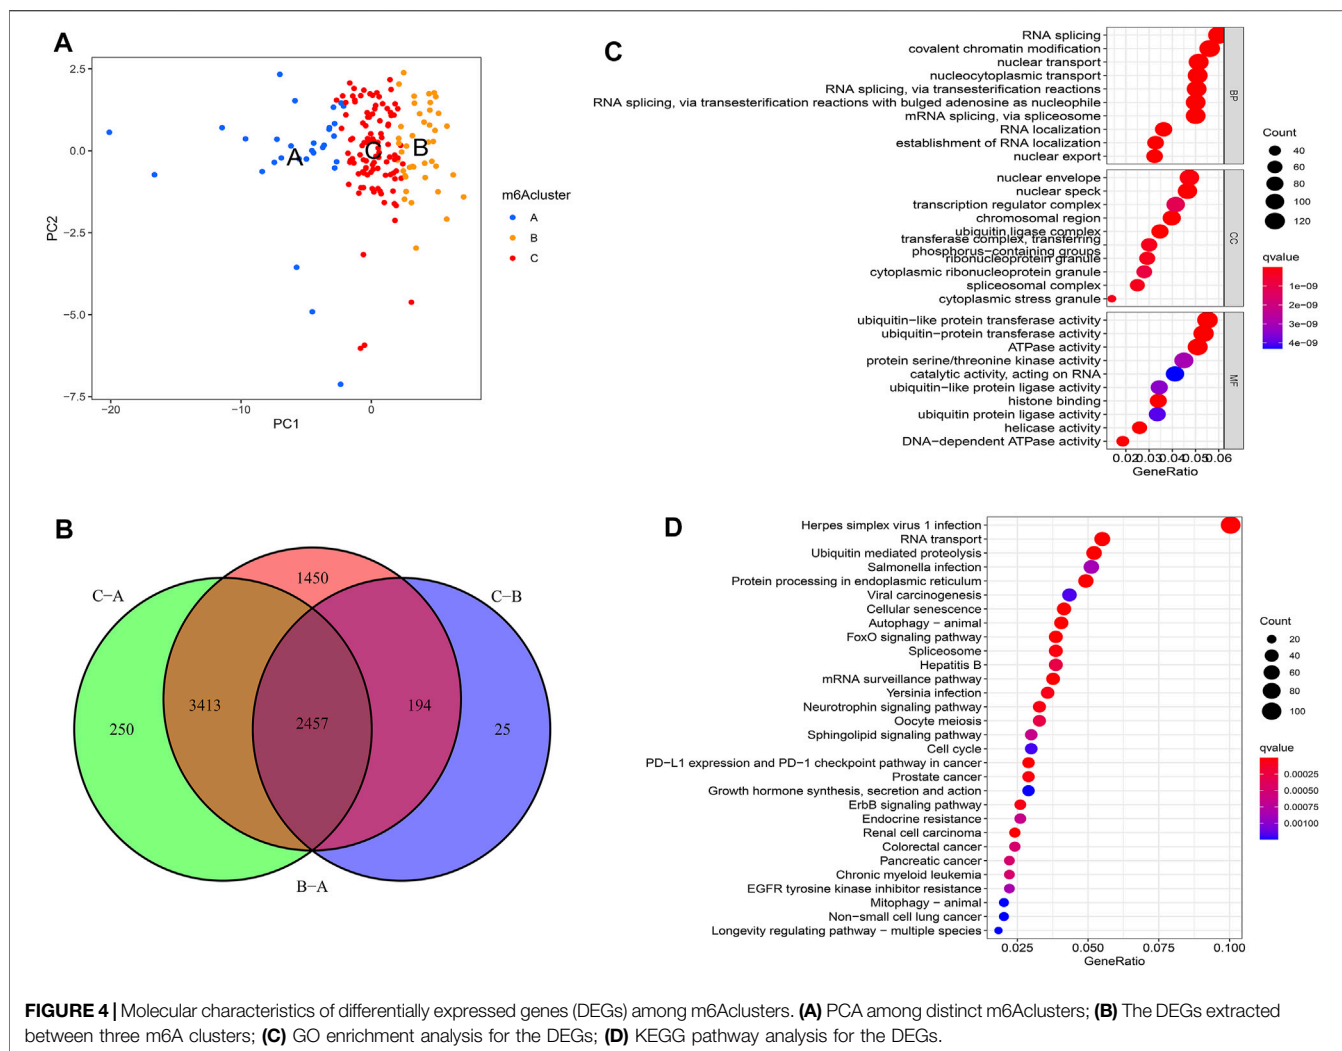 A
2.5
0.0
−2.5
−5.0
−7.5
PC2
−20
−10
0
PC1
A
C
B
m6Acluster
A
B
C
B
C−A
C−B
B−A
1450
3413
2457
194
250
25
C
RNA splicing
covalent chromatin modification
nuclear transport
nucleocytoplasmic transport
RNA splicing, via transesterification reactions
RNA splicing, via transesterification reactions with bulged adenosine as nucleophile
mRNA splicing, via spliceosome
RNA localization
establishment of RNA localization
nuclear export
BP
nuclear envelope
nuclear speck
transcription regulator complex
chromosomal region
ubiquitin ligase complex
transferase complex, transferring
phosphorus−containing groups
ribonucleoprotein granule
cytoplasmic ribonucleoprotein granule
spliceosomal complex
cytoplasmic stress granule
CC
ubiquitin−like protein transferase activity
ubiquitin−protein transferase activity
ATPase activity
protein serine/threonine kinase activity
catalytic activity, acting on RNA
ubiquitin−like protein ligase activity
histone binding
ubiquitin protein ligase activity
helicase activity
DNA−dependent ATPase activity
MF
0.02 0.03 0.04 0.05 0.06
GeneRatio
Count
40
60
80
100
120
qvalue
1e−09
2e−09
3e−09
4e−09
D
Herpes simplex virus 1 infection
RNA transport
Ubiquitin mediated proteolysis
Salmonella infection
Protein processing in endoplasmic reticulum
Viral carcinogenesis
Cellular senescence
Autophagy − animal
FoxO signaling pathway
Spliceosome
Hepatitis B
mRNA surveillance pathway
Yersinia infection
Neurotrophin signaling pathway
Oocyte meiosis
Sphingolipid signaling pathway
Cell cycle
PD−L1 expression and PD−1 checkpoint pathway in cancer
Prostate cancer
Growth hormone synthesis, secretion and action
ErbB signaling pathway
Endocrine resistance
Renal cell carcinoma
Colorectal cancer
Pancreatic cancer
Chronic myeloid leukemia
EGFR tyrosine kinase inhibitor resistance
Mitophagy − animal
Non−small cell lung cancer
Longevity regulating pathway − multiple species
0.025 0.050 0.075 0.100
GeneRatio
Count
20
40
60
80
100
qvalue
0.00025
0.00050
0.00075
0.00100
FIGURE 4 | Molecular characteristics of differentially expressed genes (DEGs) among m6Aclusters. (A) PCA among distinct m6Aclusters; (B) The DEGs extracted
between three m6A clusters; (C) GO enrichment analysis for the DEGs; (D) KEGG pathway analysis for the DEGs.